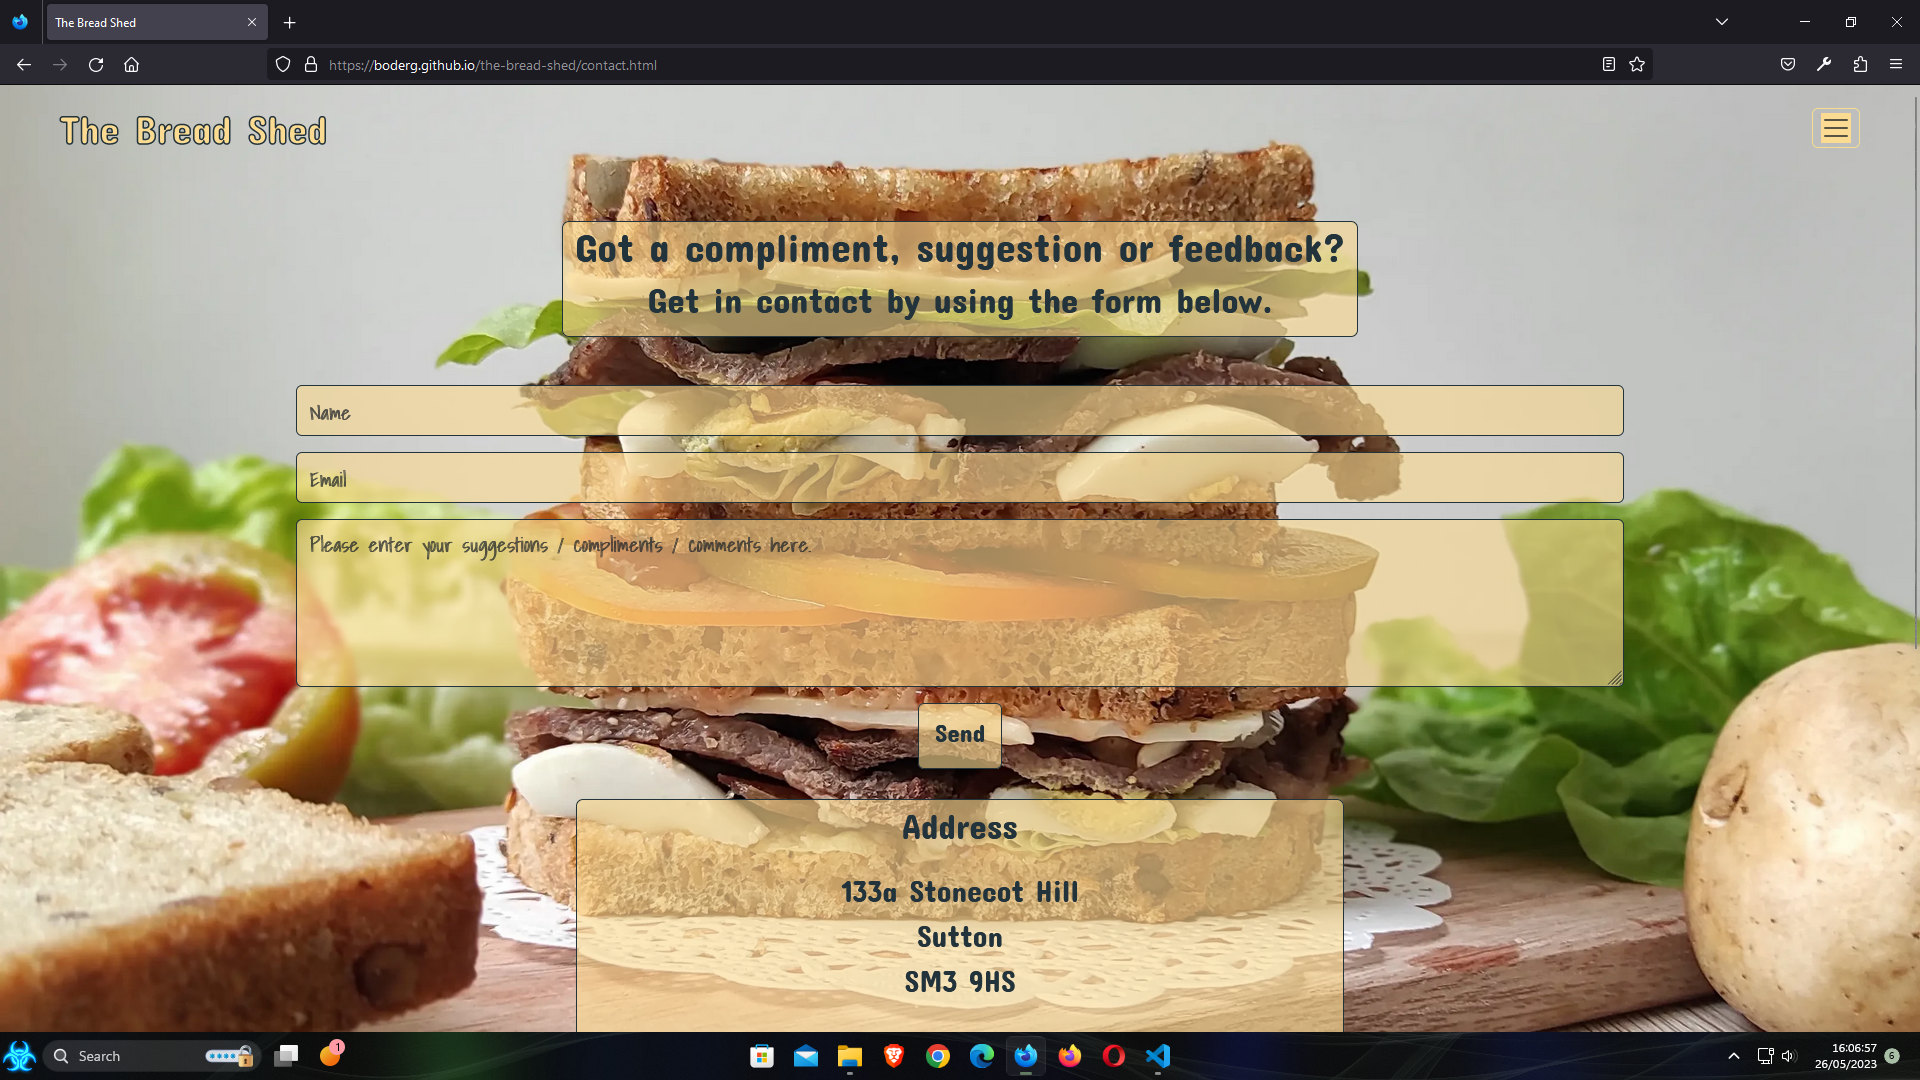 The Bread Shed
https://boderg.github.io/the-bread-shed/contact.html
The Bread Shed
Got a compliment, suggestion or feedback?
Get in contact by using the form below.
Name
Email
Please enter your suggestions / compliments / comments here.
Send
Address
133a Stonecot Hill
Sutton
SM3 9HS
Search
1
16:06:57
26/05/2023
6